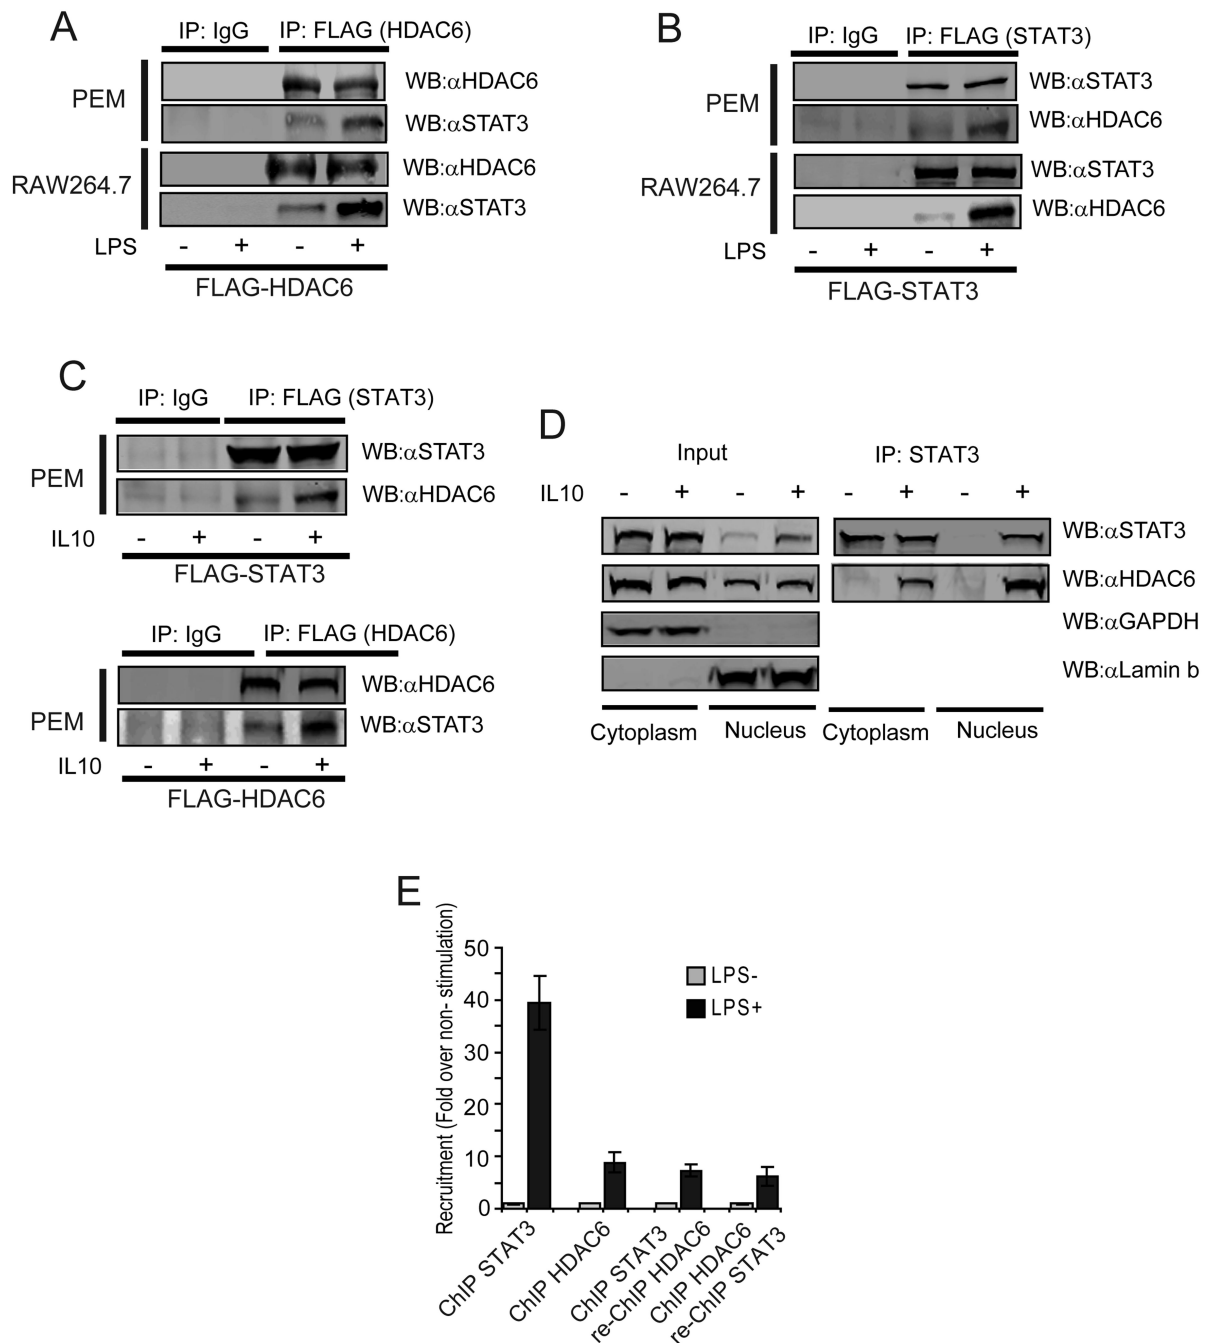 A
IP: IgG IP: FLAG (HDAC6)
PEM
WB:αHDAC6
WB:αSTAT3
RAW264.7
WB:αHDAC6
WB:αSTAT3
LPS - + - +
FLAG-HDAC6
B
IP: IgG IP: FLAG (STAT3)
PEM
WB:αSTAT3
WB:αHDAC6
RAW264.7
WB:αSTAT3
WB:αHDAC6
LPS - + - +
FLAG-STAT3
C
IP: IgG IP: FLAG (STAT3)
PEM
WB:αSTAT3
WB:αHDAC6
IL10 - + - +
FLAG-STAT3
IP: IgG IP: FLAG (HDAC6)
PEM
WB:αHDAC6
WB:αSTAT3
IL10 - + - +
FLAG-HDAC6
D
Input IP: STAT3
IL10 - + - + - + - +
WB:αSTAT3
WB:αHDAC6
WB:αGAPDH
WB:αLamin b
Cytoplasm Nucleus Cytoplasm Nucleus
E
Recruitment (Fold over non- stimulation)
50
40
30
20
10
0
LPS-
LPS+
ChIP STAT3
ChIP HDAC6
ChIP STAT3
re-ChIP HDAC6
ChIP HDAC6
re-ChIP STAT3